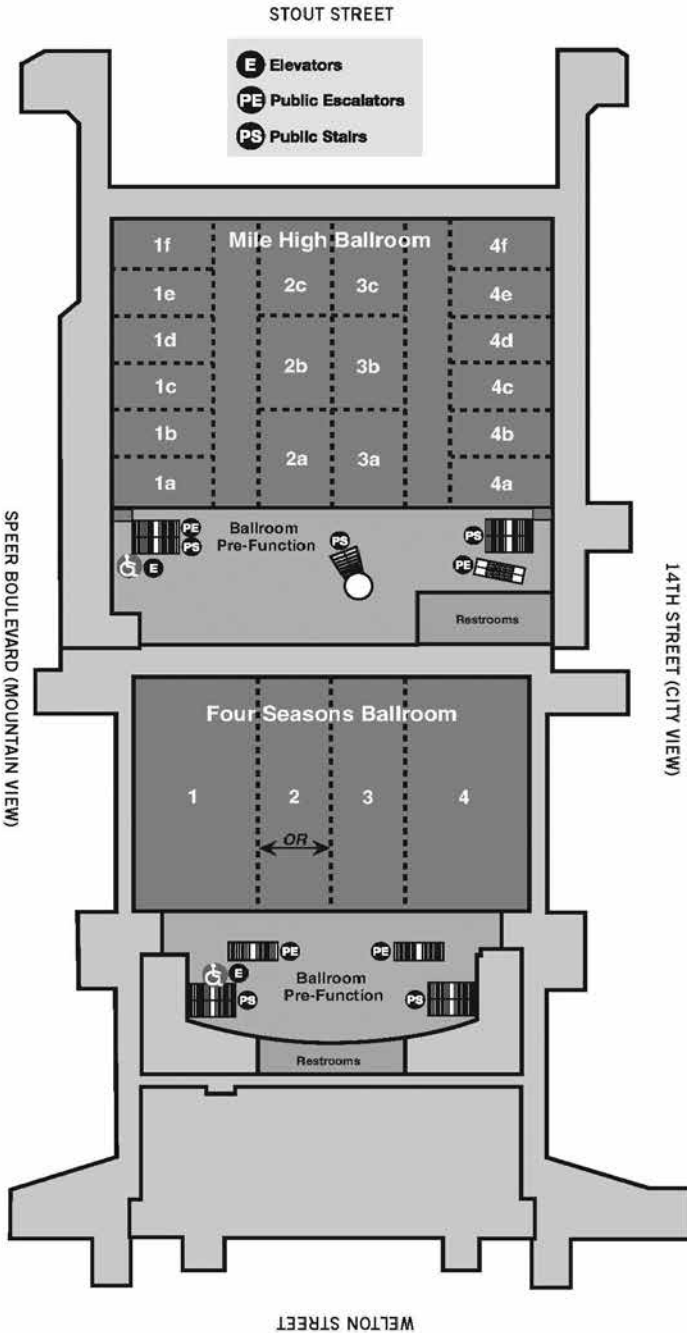 STOUT STREET
E Elevators
PE Public Escalators
PS Public Stairs
Mile High Ballroom
1f
4f
2c
3c
1e
4e
1d
4d
2b
3b
1c
4c
1b
4b
2a
3a
1a
4a
PE
PS
E
Ballroom
Pre-Function
PS
PS
PE
Restrooms
SPEER BOULEVARD (MOUNTAIN VIEW)
14TH STREET (CITY VIEW)
Four Seasons Ballroom
1
2
3
4
OR
PE
PE
E
PS
Ballroom
Pre-Function
PS
Restrooms
WELTON STREET